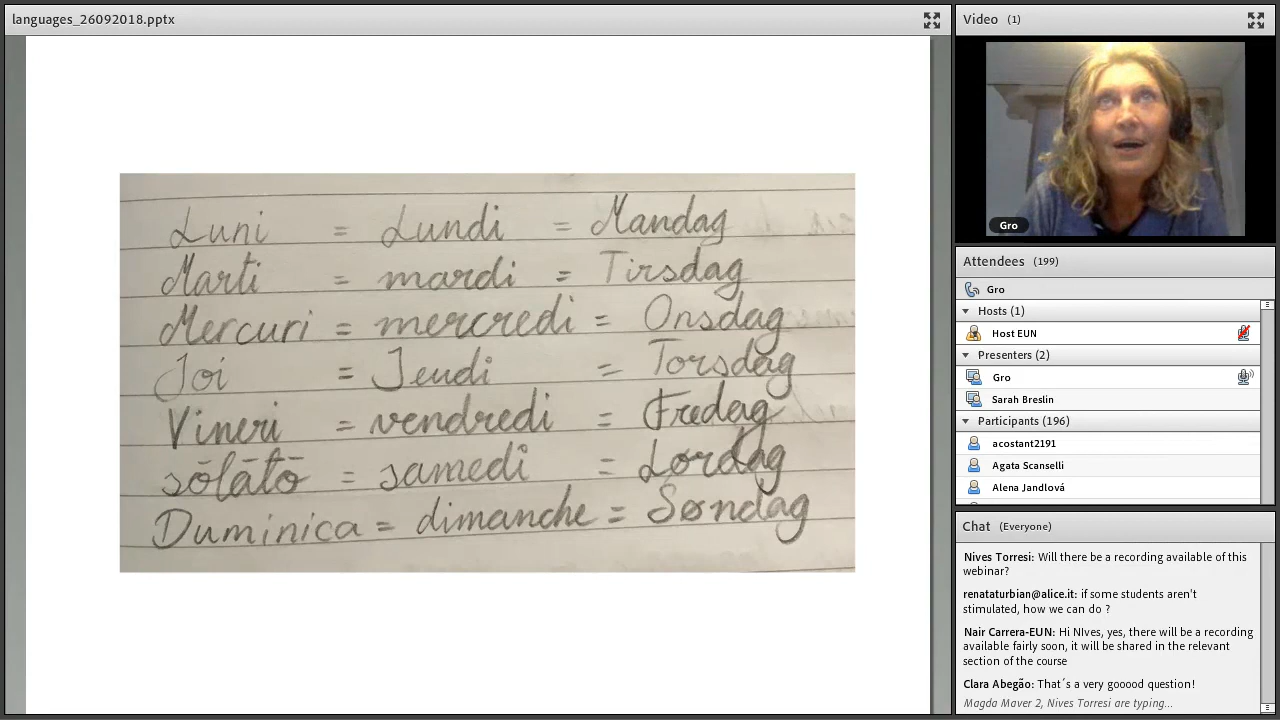 languages_26092018.pptx
Luni = Lundi = Mandag
Marti = mardi = Tirsdag
Mercuri = mercredi = Onsdag
Joi = Jeudi = Torsdag
Vineri = vendredi = Fredag
sōlātō = samedi = Lordag
Duminica = dimanche = Søndag
Video (1)
Gro
Attendees (199)
Gro
Hosts (1)
Host EUN
Presenters (2)
Gro
Sarah Breslin
Participants (196)
acostant2191
Agata Scanselli
Alena Jandlová
Chat (Everyone)
Nives Torresi: Will there be a recording available of this
webinar?
renataturbian@alice.it: if some students aren't
stimulated, how we can do ?
Nair Carrera-EUN: Hi NIves, yes, there will be a recording
available fairly soon, it will be shared in the relevant
section of the course
Clara Abegão: That´s a very gooood question!
Magda Maver 2, Nives Torresi are typing...